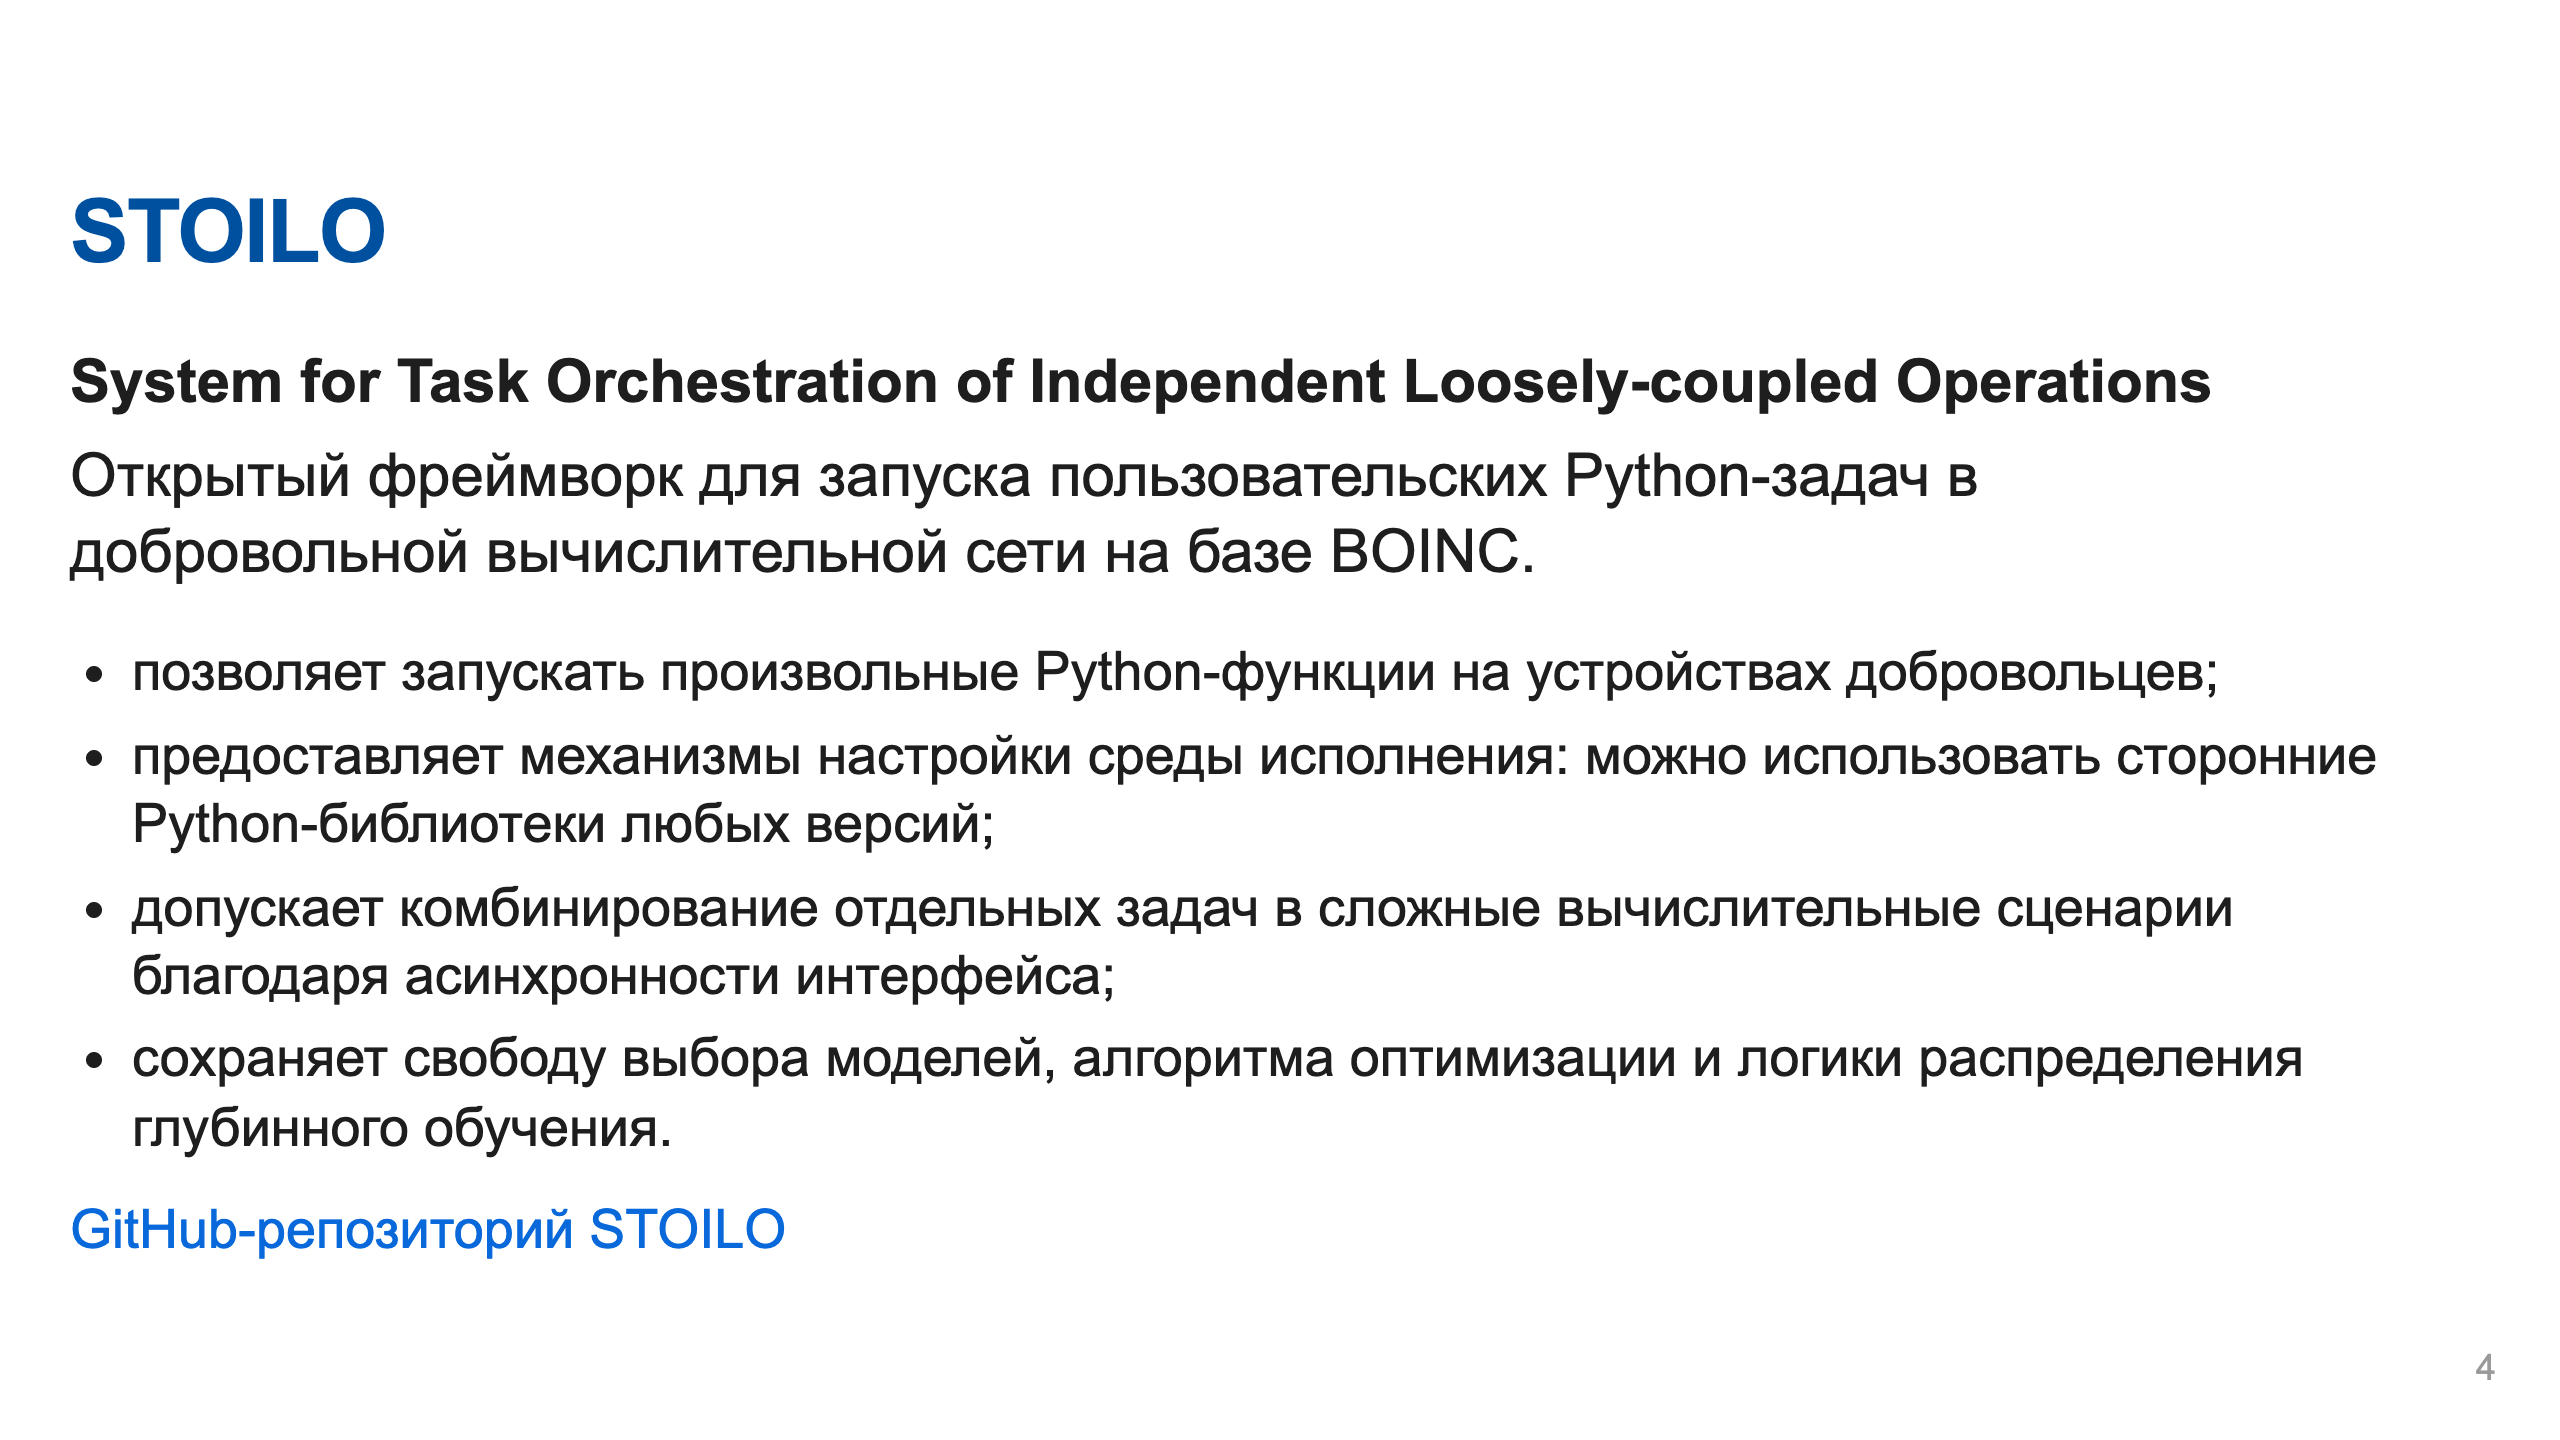 STOILO
System for Task Orchestration of Independent Loosely-coupled Operations
Открытый фреймворк для запуска пользовательских Python-задач в
добровольной вычислительной сети на базе BOINC.
• позволяет запускать произвольные Python-функции на устройствах добровольцев;
• предоставляет механизмы настройки среды исполнения: можно использовать сторонние
Python-библиотеки любых версий;
• допускает комбинирование отдельных задач в сложные вычислительные сценарии
благодаря асинхронности интерфейса;
• сохраняет свободу выбора моделей, алгоритма оптимизации и логики распределения
глубинного обучения.
GitHub-репозиторий STOILO
4